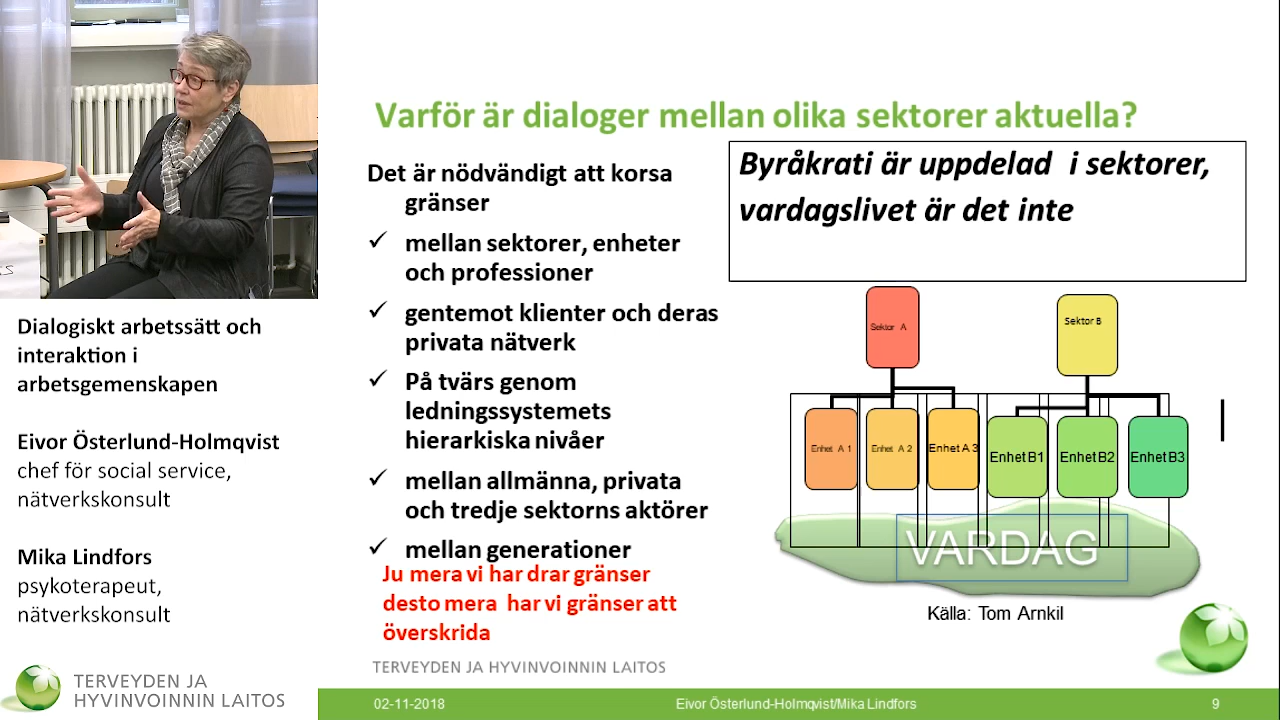 Varför är dialoger mellan olika sektorer aktuella?
Det är nödvändigt att korsa
gränser
✓ mellan sektorer, enheter
och professioner
✓ gentemot klienter och deras
privata nätverk
✓ På tvärs genom
ledningssystemets
hierarkiska nivåer
✓ mellan allmänna, privata
och tredje sektorns aktörer
✓ mellan generationer
Ju mera vi har drar gränser
desto mera har vi gränser att
överskrida
Byråkrati är uppdelad i sektorer,
vardagslivet är det inte
Sektor A
Sektor B
Enhet A 1
Enhet A 2
Enhet A 3
Enhet B1
Enhet B2
Enhet B3
VARDAG
Källa: Tom Arnkil
TERVEYDEN JA HYVINVOINNIN LAITOS
02-11-2018
Eivor Österlund-Holmqvist/Mika Lindfors
9
Dialogiskt arbetssätt och
interaktion i
arbetsgemenskapen
Eivor Österlund-Holmqvist
chef för social service,
nätverkskonsult
Mika Lindfors
psykoterapeut,
nätverkskonsult
TERVEYDEN JA
HYVINVOINNIN LAITOS